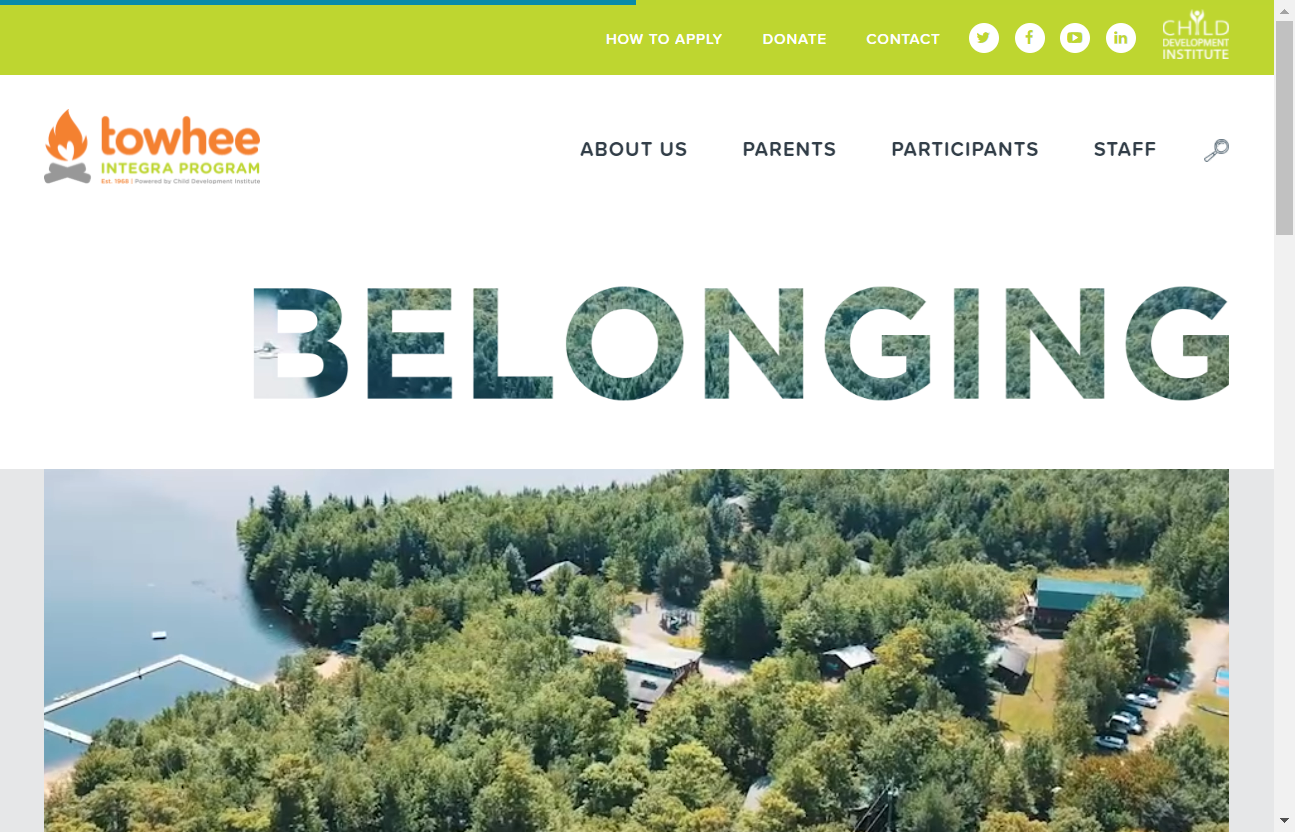 HOW TO APPLY DONATE CONTACT
CHILD
DEVELOPMENT
INSTITUTE
towhee
INTEGRA PROGRAM
Est. 1968 | Powered by Child Development Institute
ABOUT US PARENTS PARTICIPANTS STAFF
BELONGING